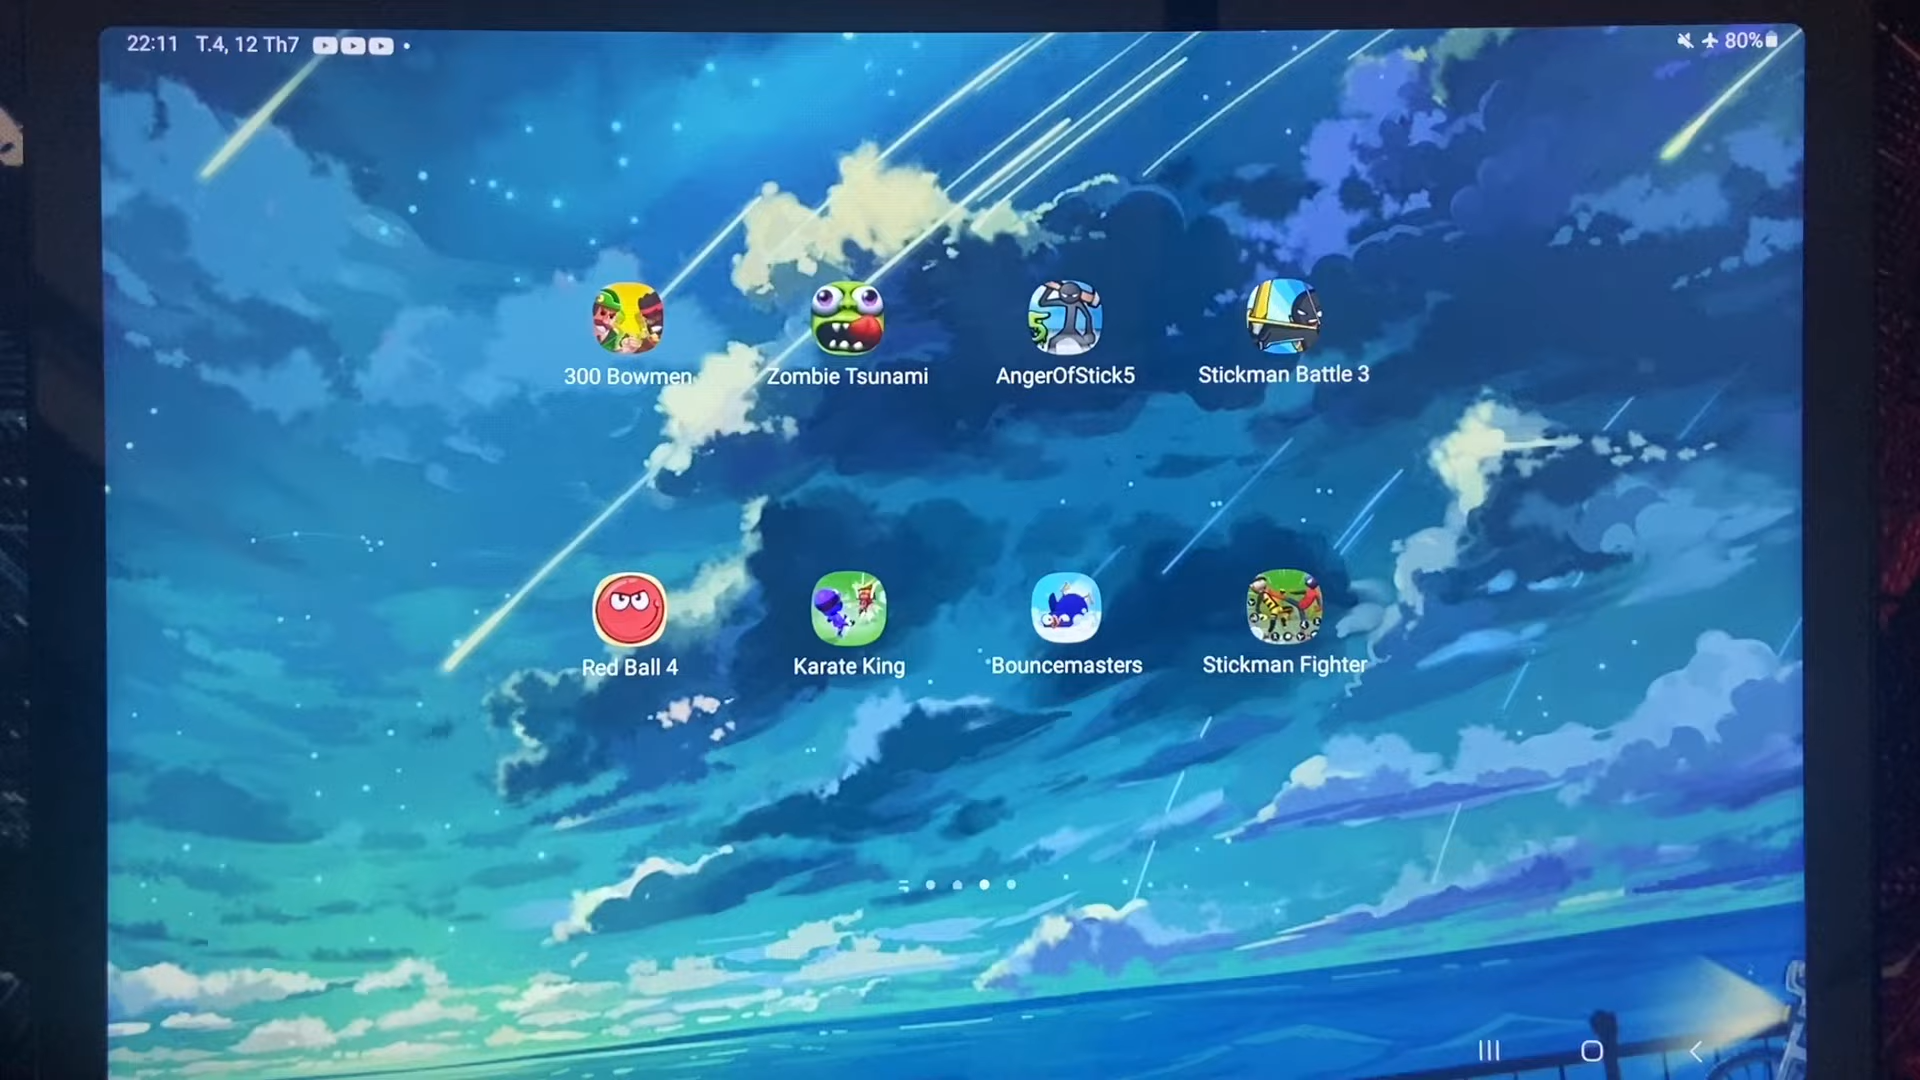 22:11 T.4, 12 Th7 80%
300 Bowmen Zombie Tsunami AngerOfStick5 Stickman Battle 3
Red Ball 4 Karate King Bouncemasters Stickman Fighter